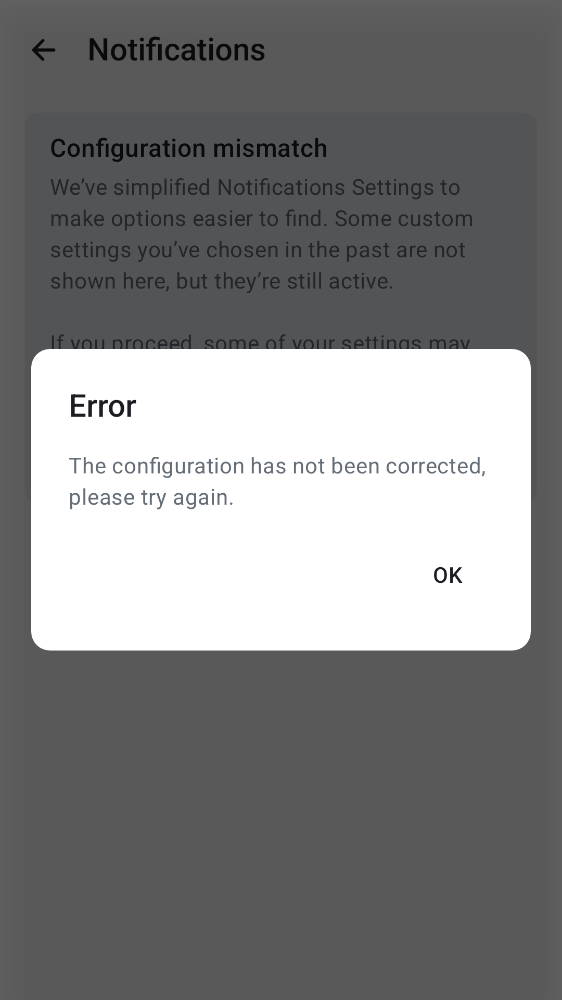 Notifications
Configuration mismatch
We’ve simplified Notifications Settings to
make options easier to find. Some custom
settings you’ve chosen in the past are not
shown here, but they’re still active.
If you proceed, some of your settings may
Error
The configuration has not been corrected,
please try again.
OK